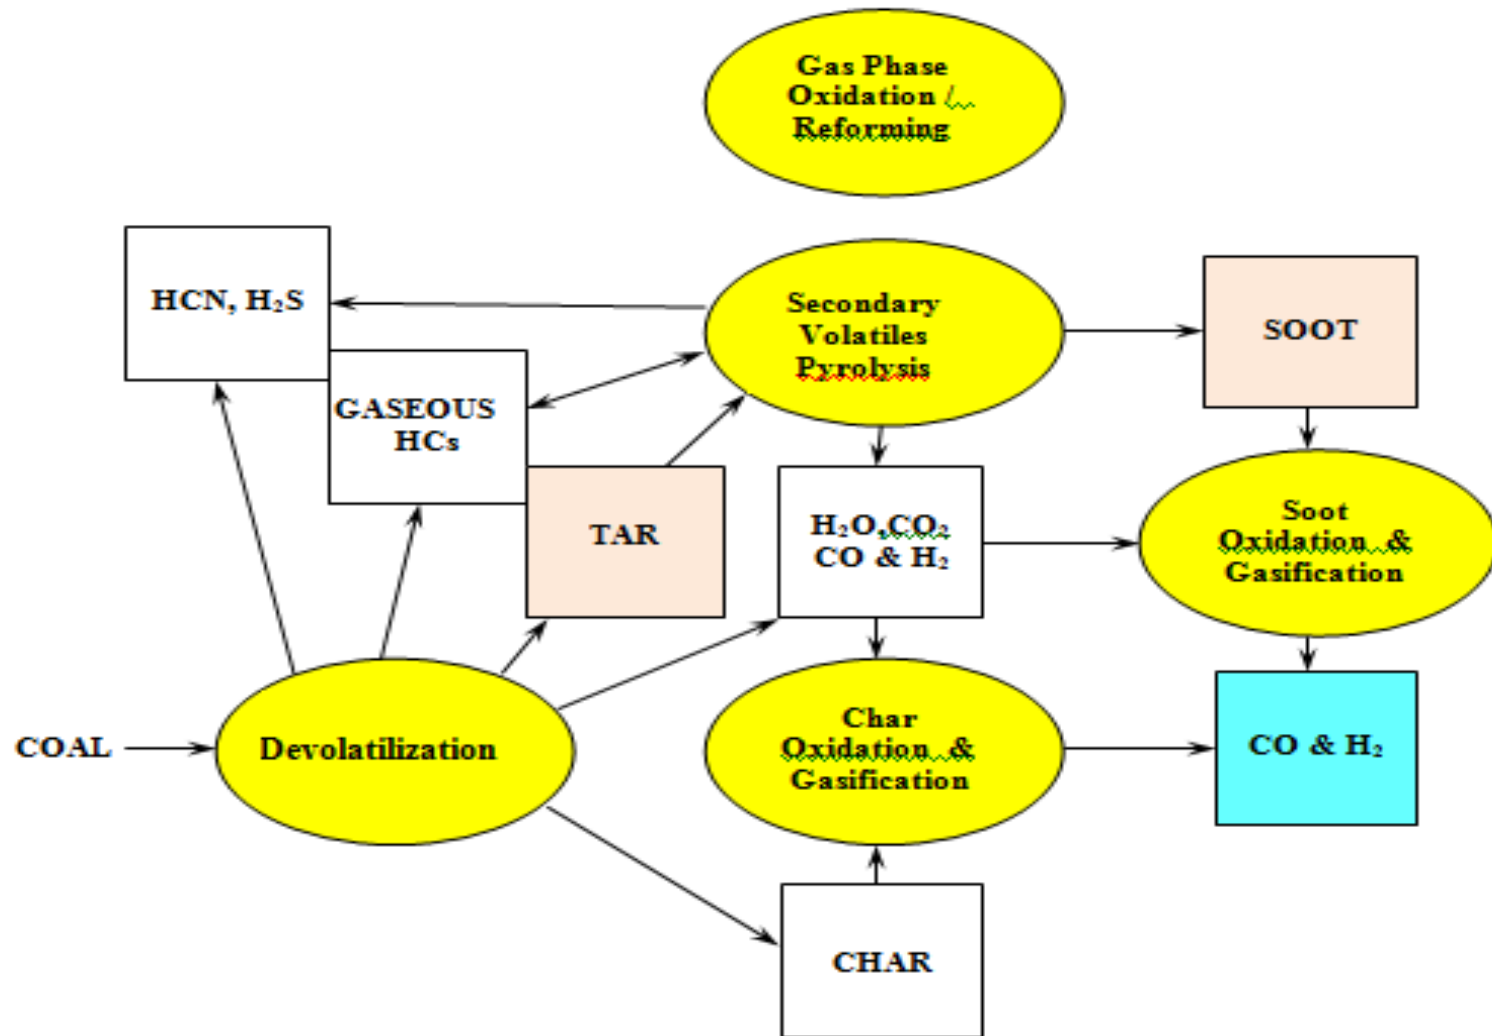 Gas Phase
Oxidation /
Reforming
HCN, H₂S
Secondary
Volatiles
Pyrolysis
SOOT
GASEOUS
HCs
TAR
H₂O,CO₂
CO & H₂
Soot
Oxidation &
Gasification
COAL
Devolatilization
Char
Oxidation &
Gasification
CO & H₂
CHAR